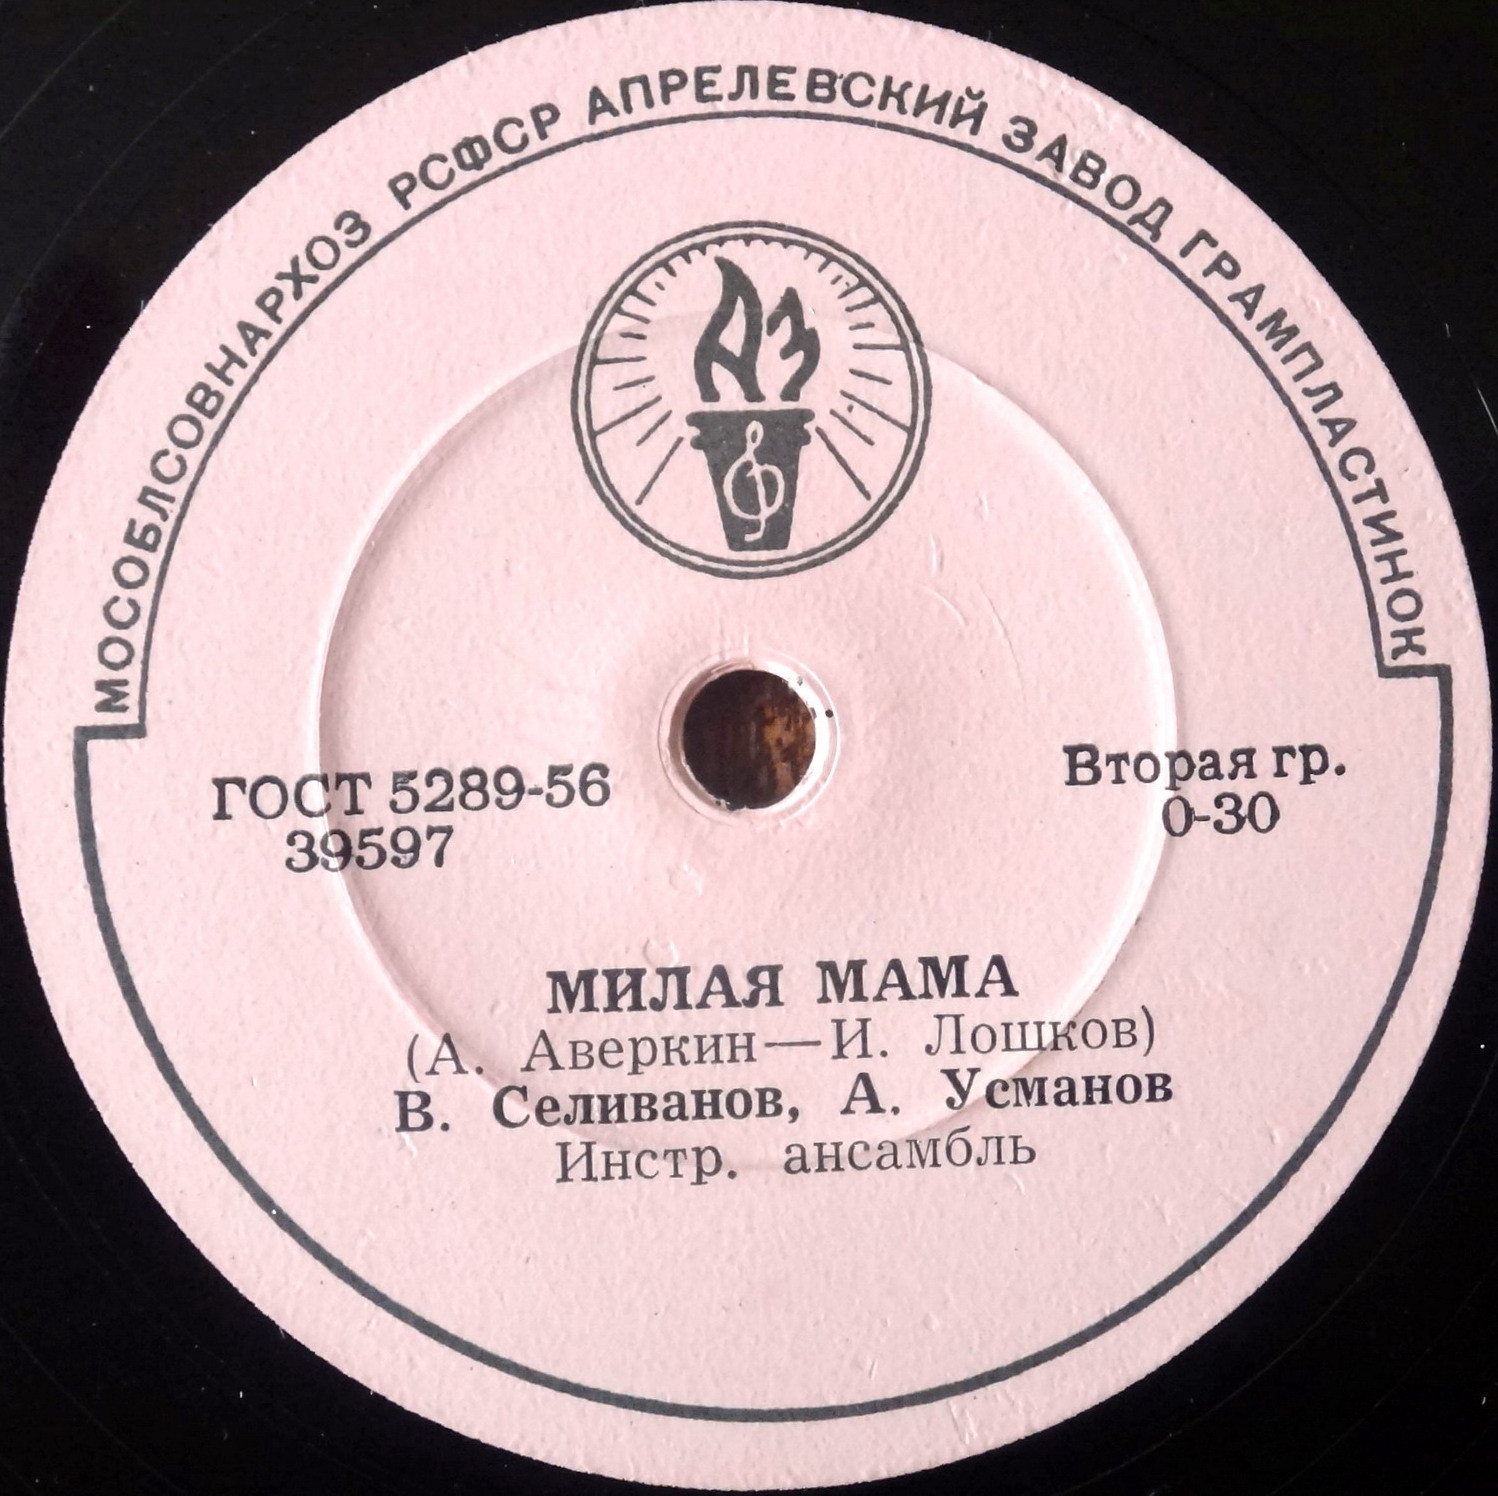 МОСОБЛСОВНАРХОЗ РСФСР АПРЕЛЕВСКИЙ ЗАВОД ГРАМПЛАСТИНОК
АЗ
ГОСТ 5289-56
39597
Вторая гр.
0-30
МИЛАЯ МАМА
(А. Аверкин—И. Лошков)
В. Селиванов, А. Усманов
Инстр. ансамбль